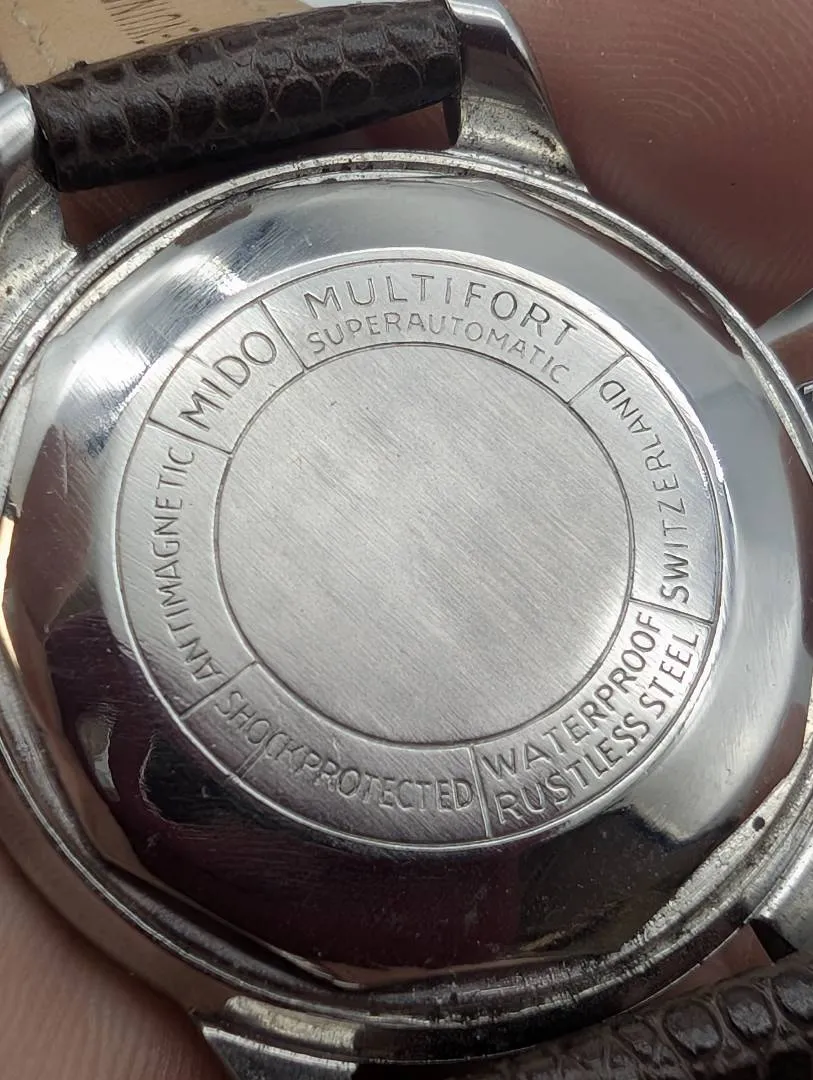 MIDO
MULTIFORT
SUPERAUTOMATIC
SWITZERLAND
WATERPROOF
RUSTLESS STEEL
SHOCKPROTECTED
ANTIMAGNETIC